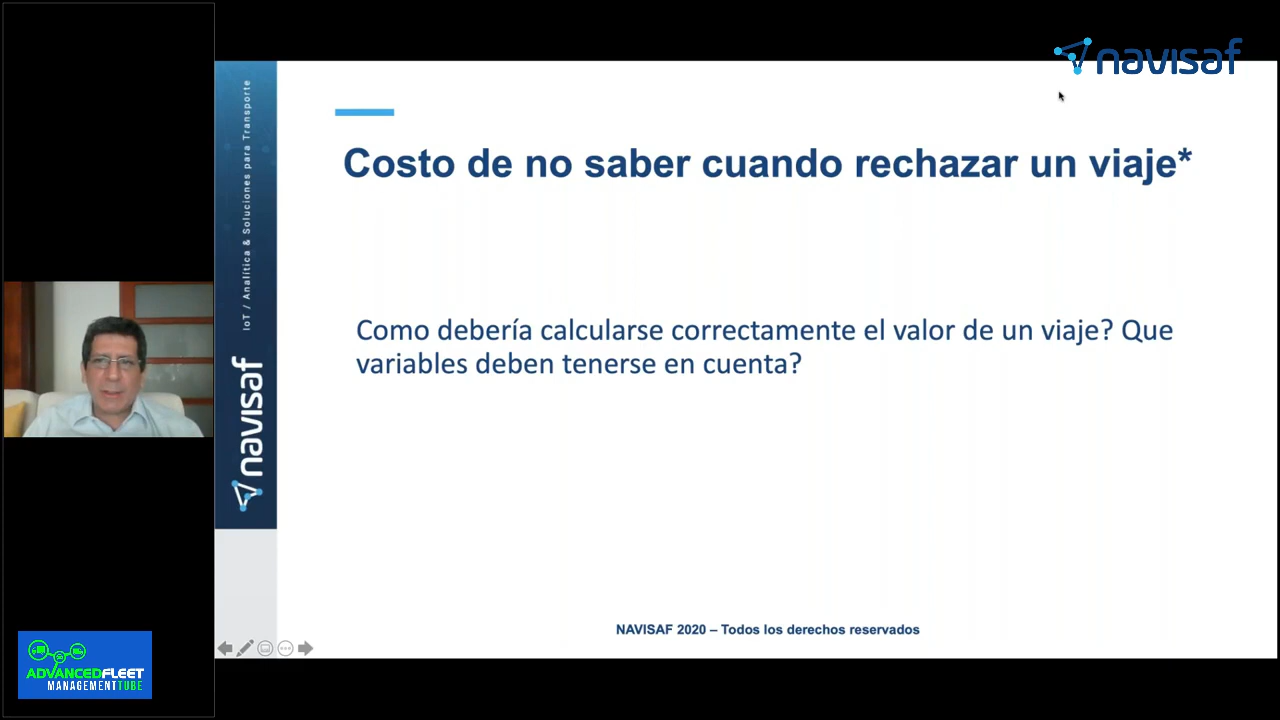 navisaf
IoT / Analítica & Soluciones para Transporte
navisaf
Costo de no saber cuando rechazar un viaje*
Como debería calcularse correctamente el valor de un viaje? Que
variables deben tenerse en cuenta?
NAVISAF 2020 – Todos los derechos reservados
ADVANCEDFLEET
MANAGEMENTTUBE